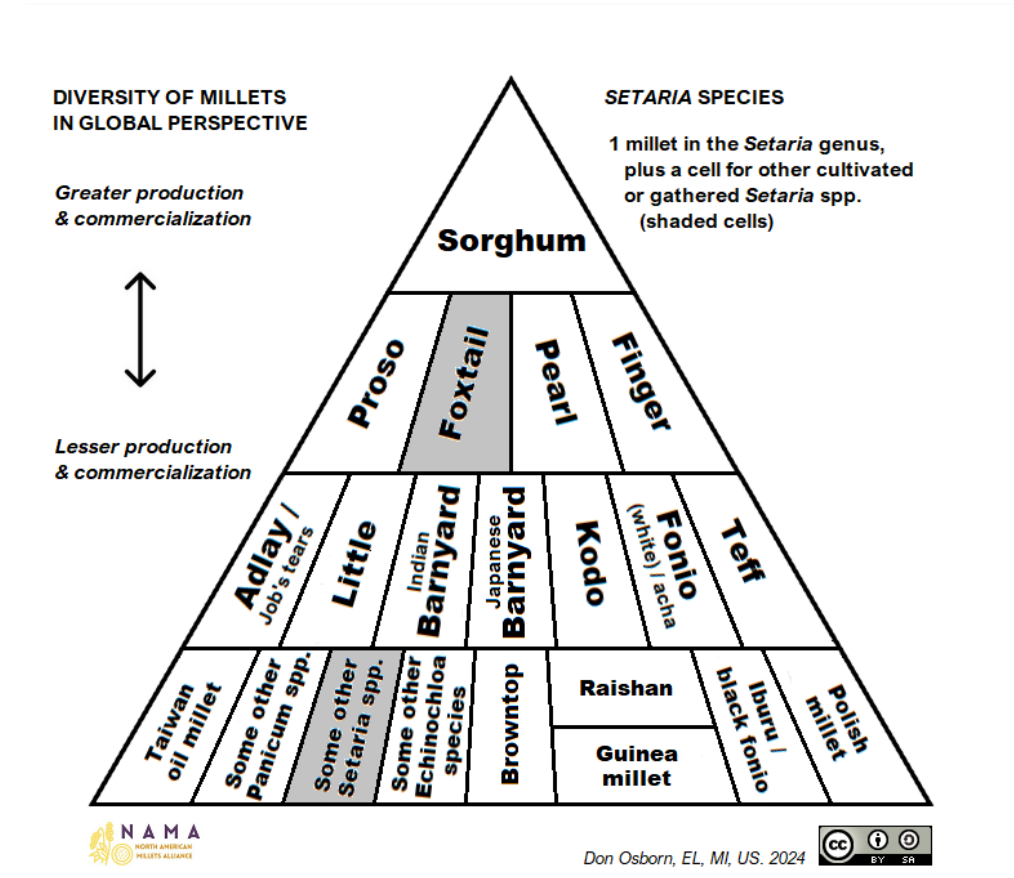 DIVERSITY OF MILLETS
IN GLOBAL PERSPECTIVE
Greater production
& commercialization
Lesser production
& commercialization
SETARIA SPECIES
1 millet in the Setaria genus,
plus a cell for other cultivated
or gathered Setaria spp.
(shaded cells)
Sorghum
Proso
Foxtail
Pearl
Finger
Adlay /
Job's tears
Little
Indian
Barnyard
Japanese
Barnyard
Kodo
Fonio
(white) / acha
Teff
Taiwan
oil millet
Some other
Panicum spp.
Some other
Setaria spp.
Some other
Echinochloa
species
Browntop
Raishan
Guinea
millet
Iburu /
black fonio
Polish
millet
NAMA
NORTH AMERICAN
MILLETS ALLIANCE
Don Osborn, EL, MI, US. 2024
cc
BY SA